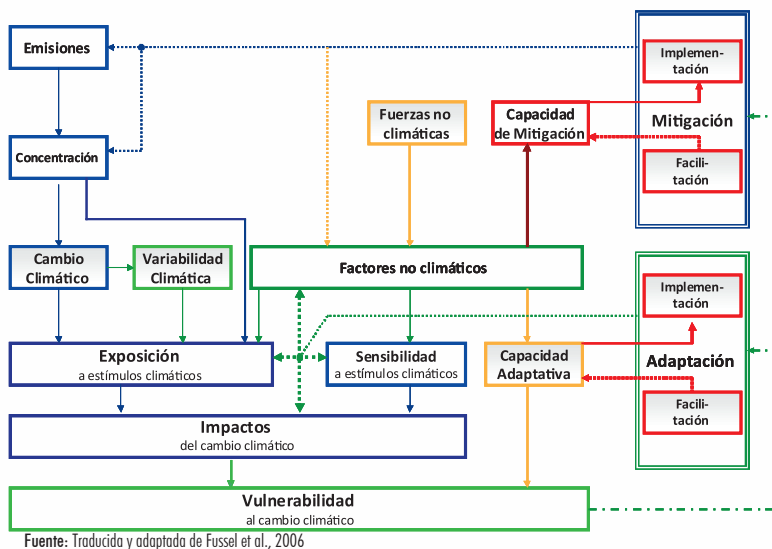 Emisiones
Implemen-
tación
Fuerzas no
climáticas
Capacidad
de Mitigación
Mitigación
Concentración
Facili-
tación
Cambio
Climático
Variabilidad
Climática
Factores no climáticos
Implemen-
tación
Exposición
a estímulos climáticos
Sensibilidad
a estímulos climáticos
Capacidad
Adaptativa
Adaptación
Facili-
tación
Impactos
del cambio climático
Vulnerabilidad
al cambio climático
Fuente: Traducida y adaptada de Fussel et al., 2006